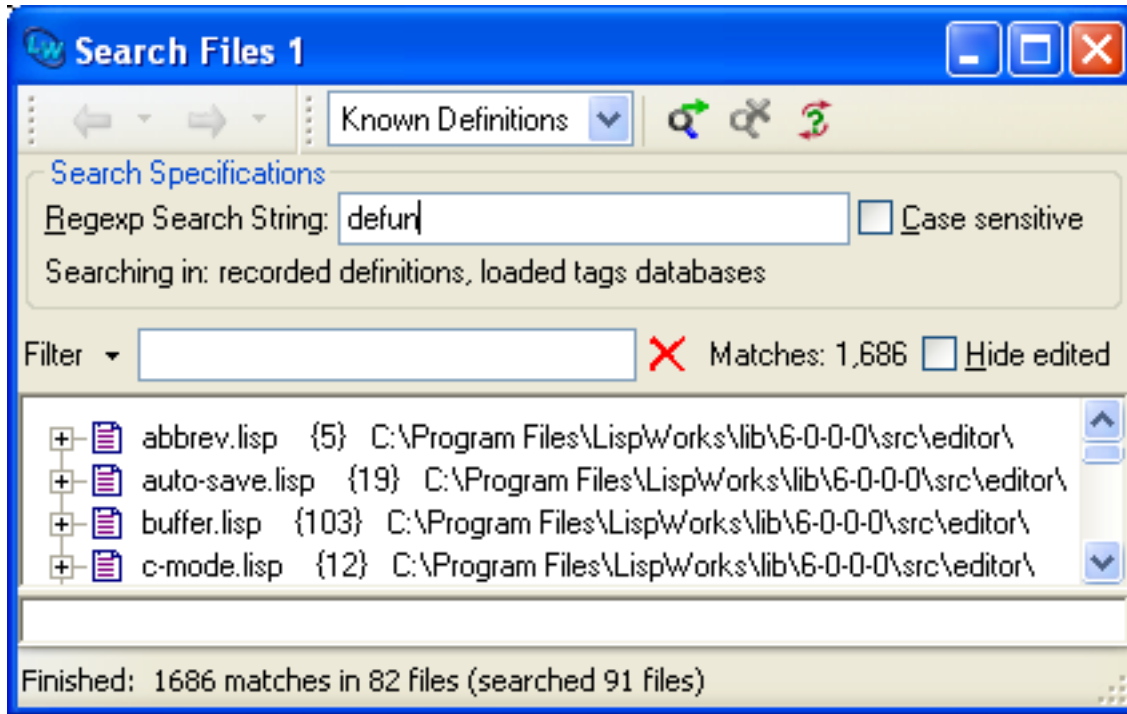 LW Search Files 1
Known Definitions
Search Specifications
Regexp Search String: defun Case sensitive
Searching in: recorded definitions, loaded tags databases
Filter Matches: 1,686 Hide edited
abbrev.lisp {5} C:\Program Files\LispWorks\lib\6-0-0-0\src\editor\
auto-save.lisp {19} C:\Program Files\LispWorks\lib\6-0-0-0\src\editor\
buffer.lisp {103} C:\Program Files\LispWorks\lib\6-0-0-0\src\editor\
c-mode.lisp {12} C:\Program Files\LispWorks\lib\6-0-0-0\src\editor\
Finished: 1686 matches in 82 files (searched 91 files)